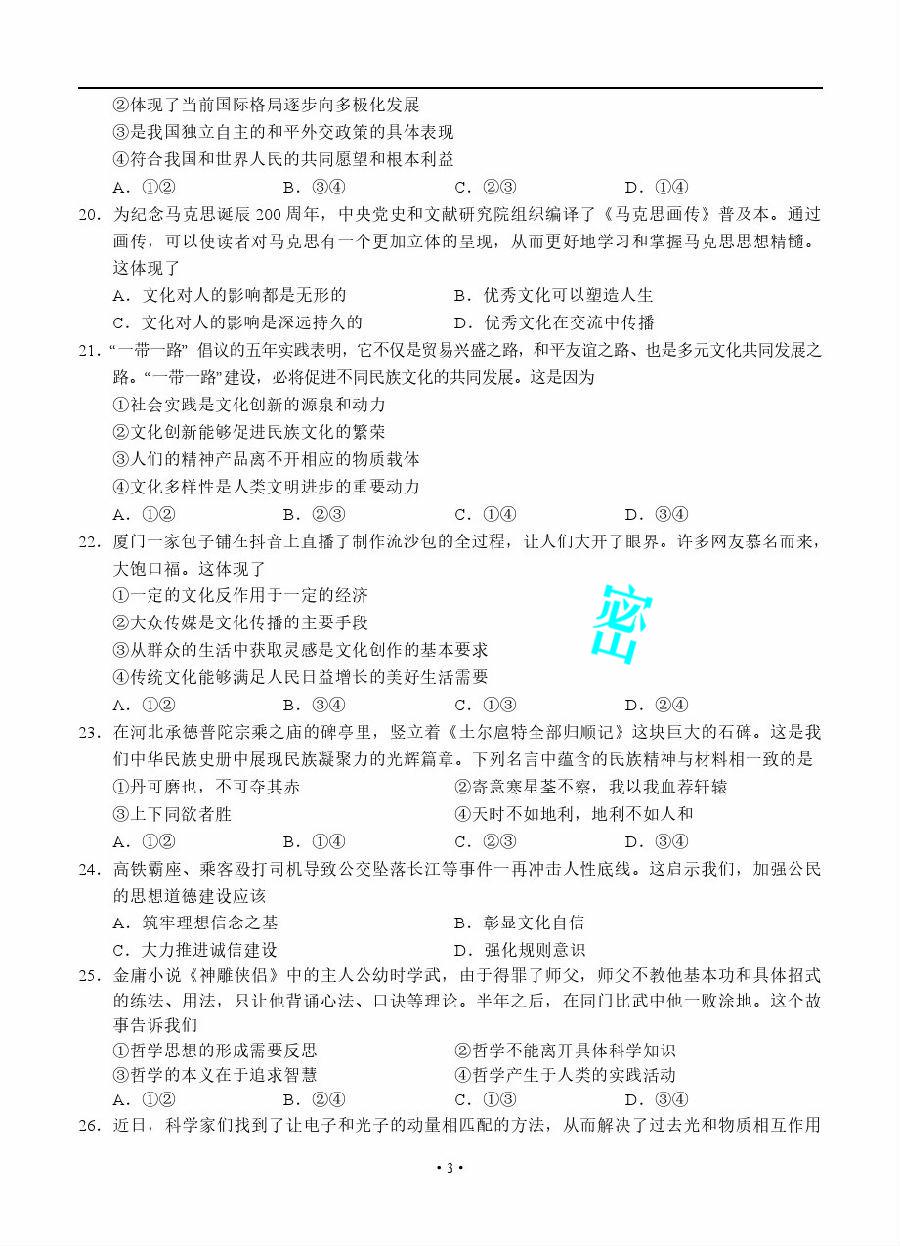 ②体现了当前国际格局逐步向多极化发展
③是我国独立自主的和平外交政策的具体表现
④符合我国和世界人民的共同愿望和根本利益
A．①② B．③④ C．②③ D．①④
20．为纪念马克思诞辰 200 周年，中央党史和文献研究院组织编译了《马克思画传》普及本。通过
画传，可以使读者对马克思有一个更加立体的呈现，从而更好地学习和掌握马克思思想精髓。
这体现了
A．文化对人的影响都是无形的 B．优秀文化可以塑造人生
C．文化对人的影响是深远持久的 D．优秀文化在交流中传播
21．“一带一路” 倡议的五年实践表明，它不仅是贸易兴盛之路，和平友谊之路、也是多元文化共同发展之
路。“一带一路”建设，必将促进不同民族文化的共同发展。这是因为
①社会实践是文化创新的源泉和动力
②文化创新能够促进民族文化的繁荣
③人们的精神产品离不开相应的物质载体
④文化多样性是人类文明进步的重要动力
A．①② B．②③ C．①④ D．③④
22．厦门一家包子铺在抖音上直播了制作流沙包的全过程，让人们大开了眼界。许多网友慕名而来，
大饱口福。这体现了
①一定的文化反作用于一定的经济
②大众传媒是文化传播的主要手段
③从群众的生活中获取灵感是文化创作的基本要求
④传统文化能够满足人民日益增长的美好生活需要
A．①② B．③④ C．①③ D．②④
密
23．在河北承德普陀宗乘之庙的碑亭里，竖立着《土尔扈特全部归顺记》这块巨大的石碑。这是我
们中华民族史册中展现民族凝聚力的光辉篇章。下列名言中蕴含的民族精神与材料相一致的是
①丹可磨也，不可夺其赤 ②寄意寒星荃不察，我以我血荐轩辕
③上下同欲者胜 ④天时不如地利，地利不如人和
A．①② B．①④ C．②③ D．③④
24．高铁霸座、乘客殴打司机导致公交坠落长江等事件一再冲击人性底线。这启示我们，加强公民
的思想道德建设应该
A．筑牢理想信念之基 B．彰显文化自信
C．大力推进诚信建设 D．强化规则意识
25．金庸小说《神雕侠侣》中的主人公幼时学武，由于得罪了师父，师父不教他基本功和具体招式
的练法、用法，只让他背诵心法、口诀等理论。半年之后，在同门比武中他一败涂地。这个故
事告诉我们
①哲学思想的形成需要反思 ②哲学不能离开具体科学知识
③哲学的本义在于追求智慧 ④哲学产生于人类的实践活动
A．①② B．②④ C．①③ D．③④
26．近日，科学家们找到了让电子和光子的动量相匹配的方法，从而解决了过去光和物质相互作用
•3•